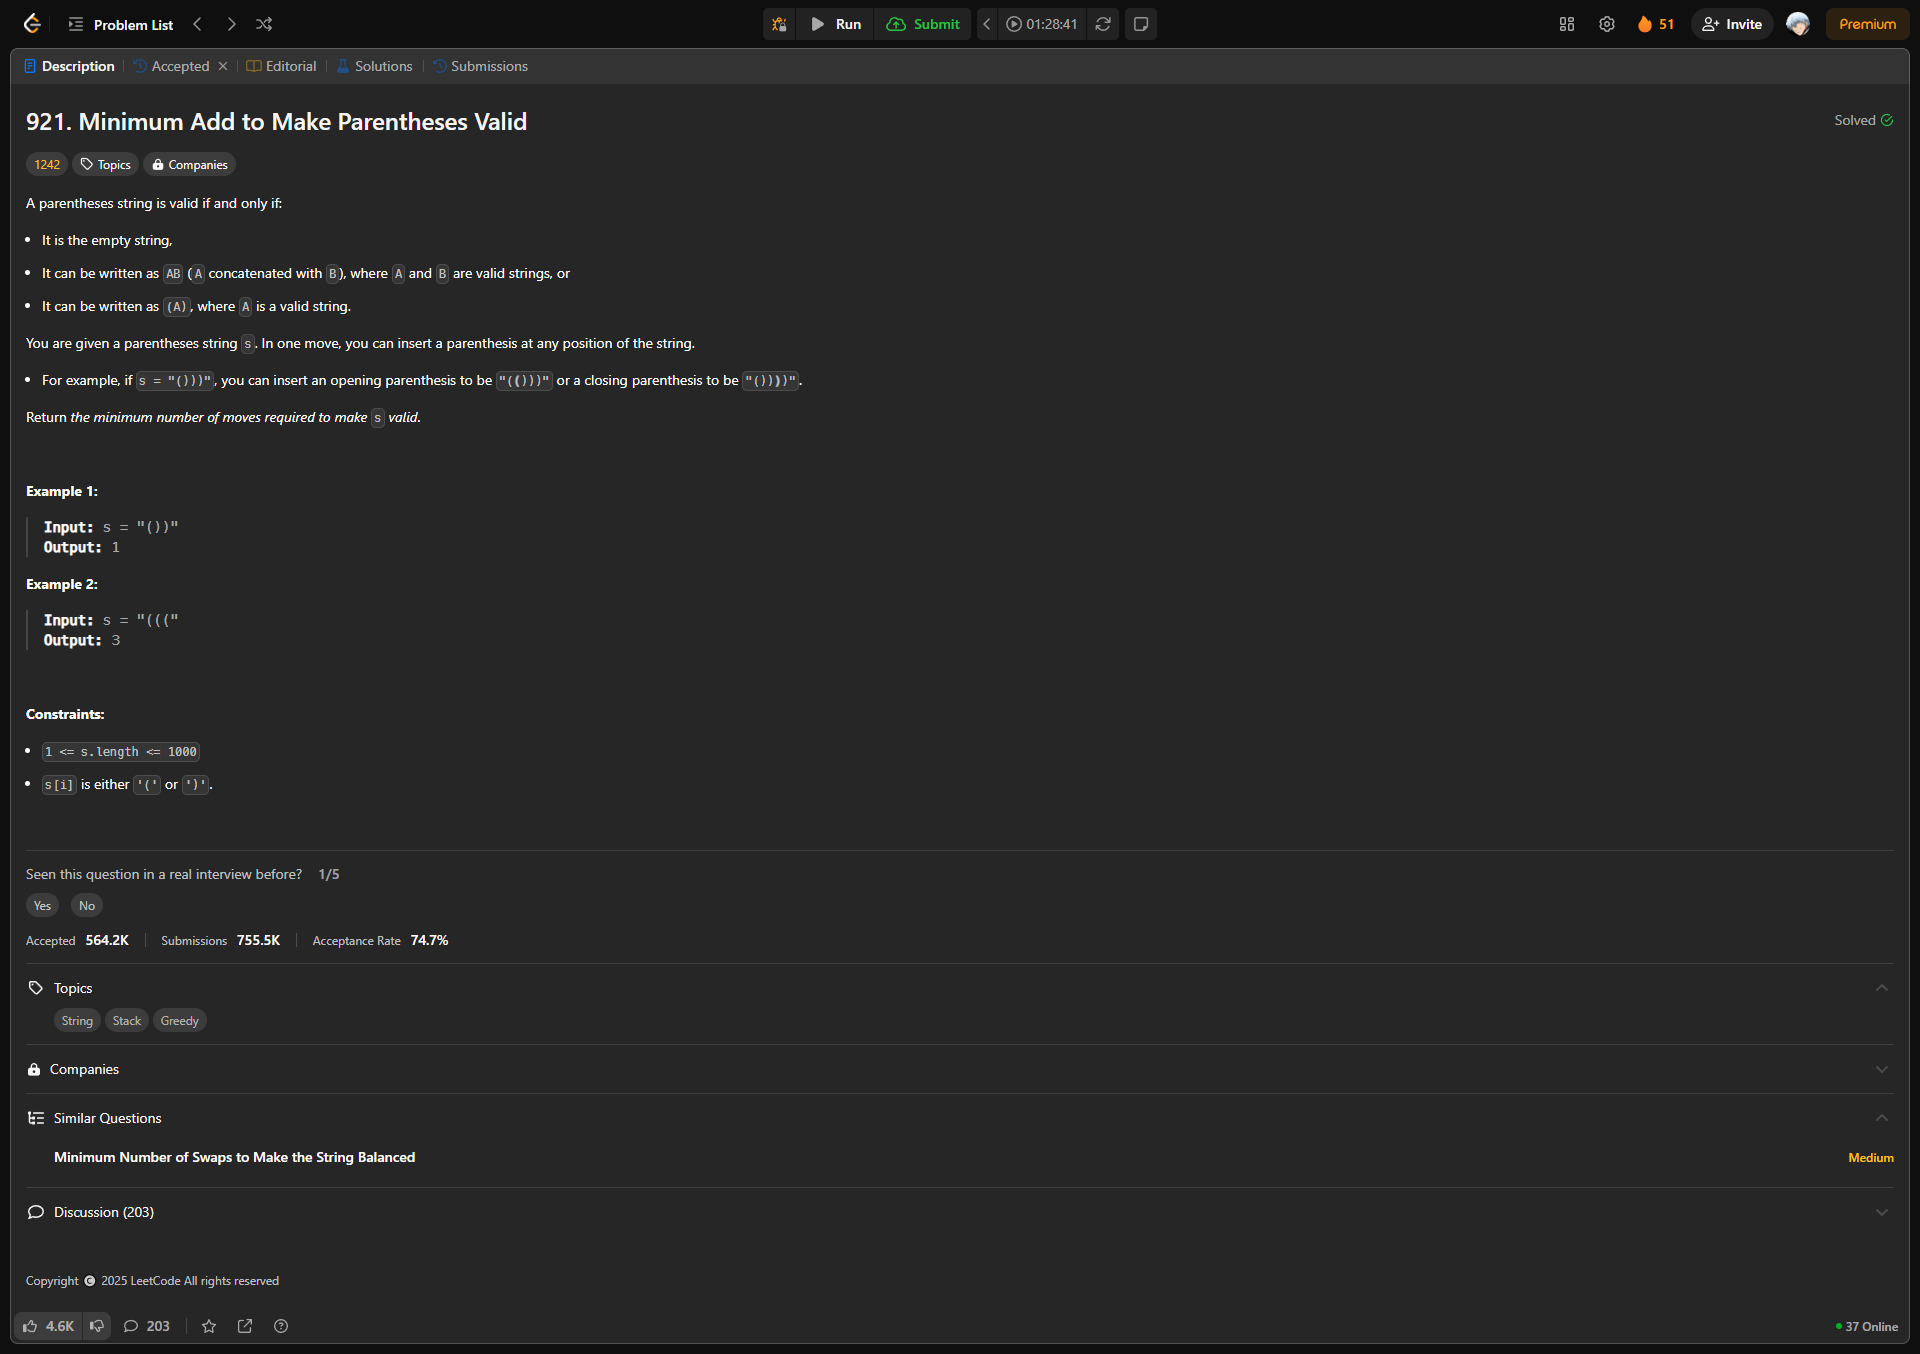 Problem List
Run
Submit
01:28:41
51
Invite
Premium
Description
Accepted
Editorial
Solutions
Submissions
921. Minimum Add to Make Parentheses Valid
Solved
1242
Topics
Companies
A parentheses string is valid if and only if:
• It is the empty string,
• It can be written as AB (A concatenated with B), where A and B are valid strings, or
• It can be written as (A), where A is a valid string.
You are given a parentheses string s. In one move, you can insert a parenthesis at any position of the string.
• For example, if s = "()))", you can insert an opening parenthesis to be "(()))" or a closing parenthesis to be "())))".
Return the minimum number of moves required to make s valid.
Example 1:
Input: s = "())"
Output: 1
Example 2:
Input: s = "((("
Output: 3
Constraints:
• 1 <= s.length <= 1000
• s[i] is either '(' or ')'.
Seen this question in a real interview before? 1/5
Yes
No
Accepted 564.2K
Submissions 755.5K
Acceptance Rate 74.7%
Topics
String
Stack
Greedy
Companies
Similar Questions
Minimum Number of Swaps to Make the String Balanced
Medium
Discussion (203)
Copyright © 2025 LeetCode All rights reserved
4.6K
203
37 Online